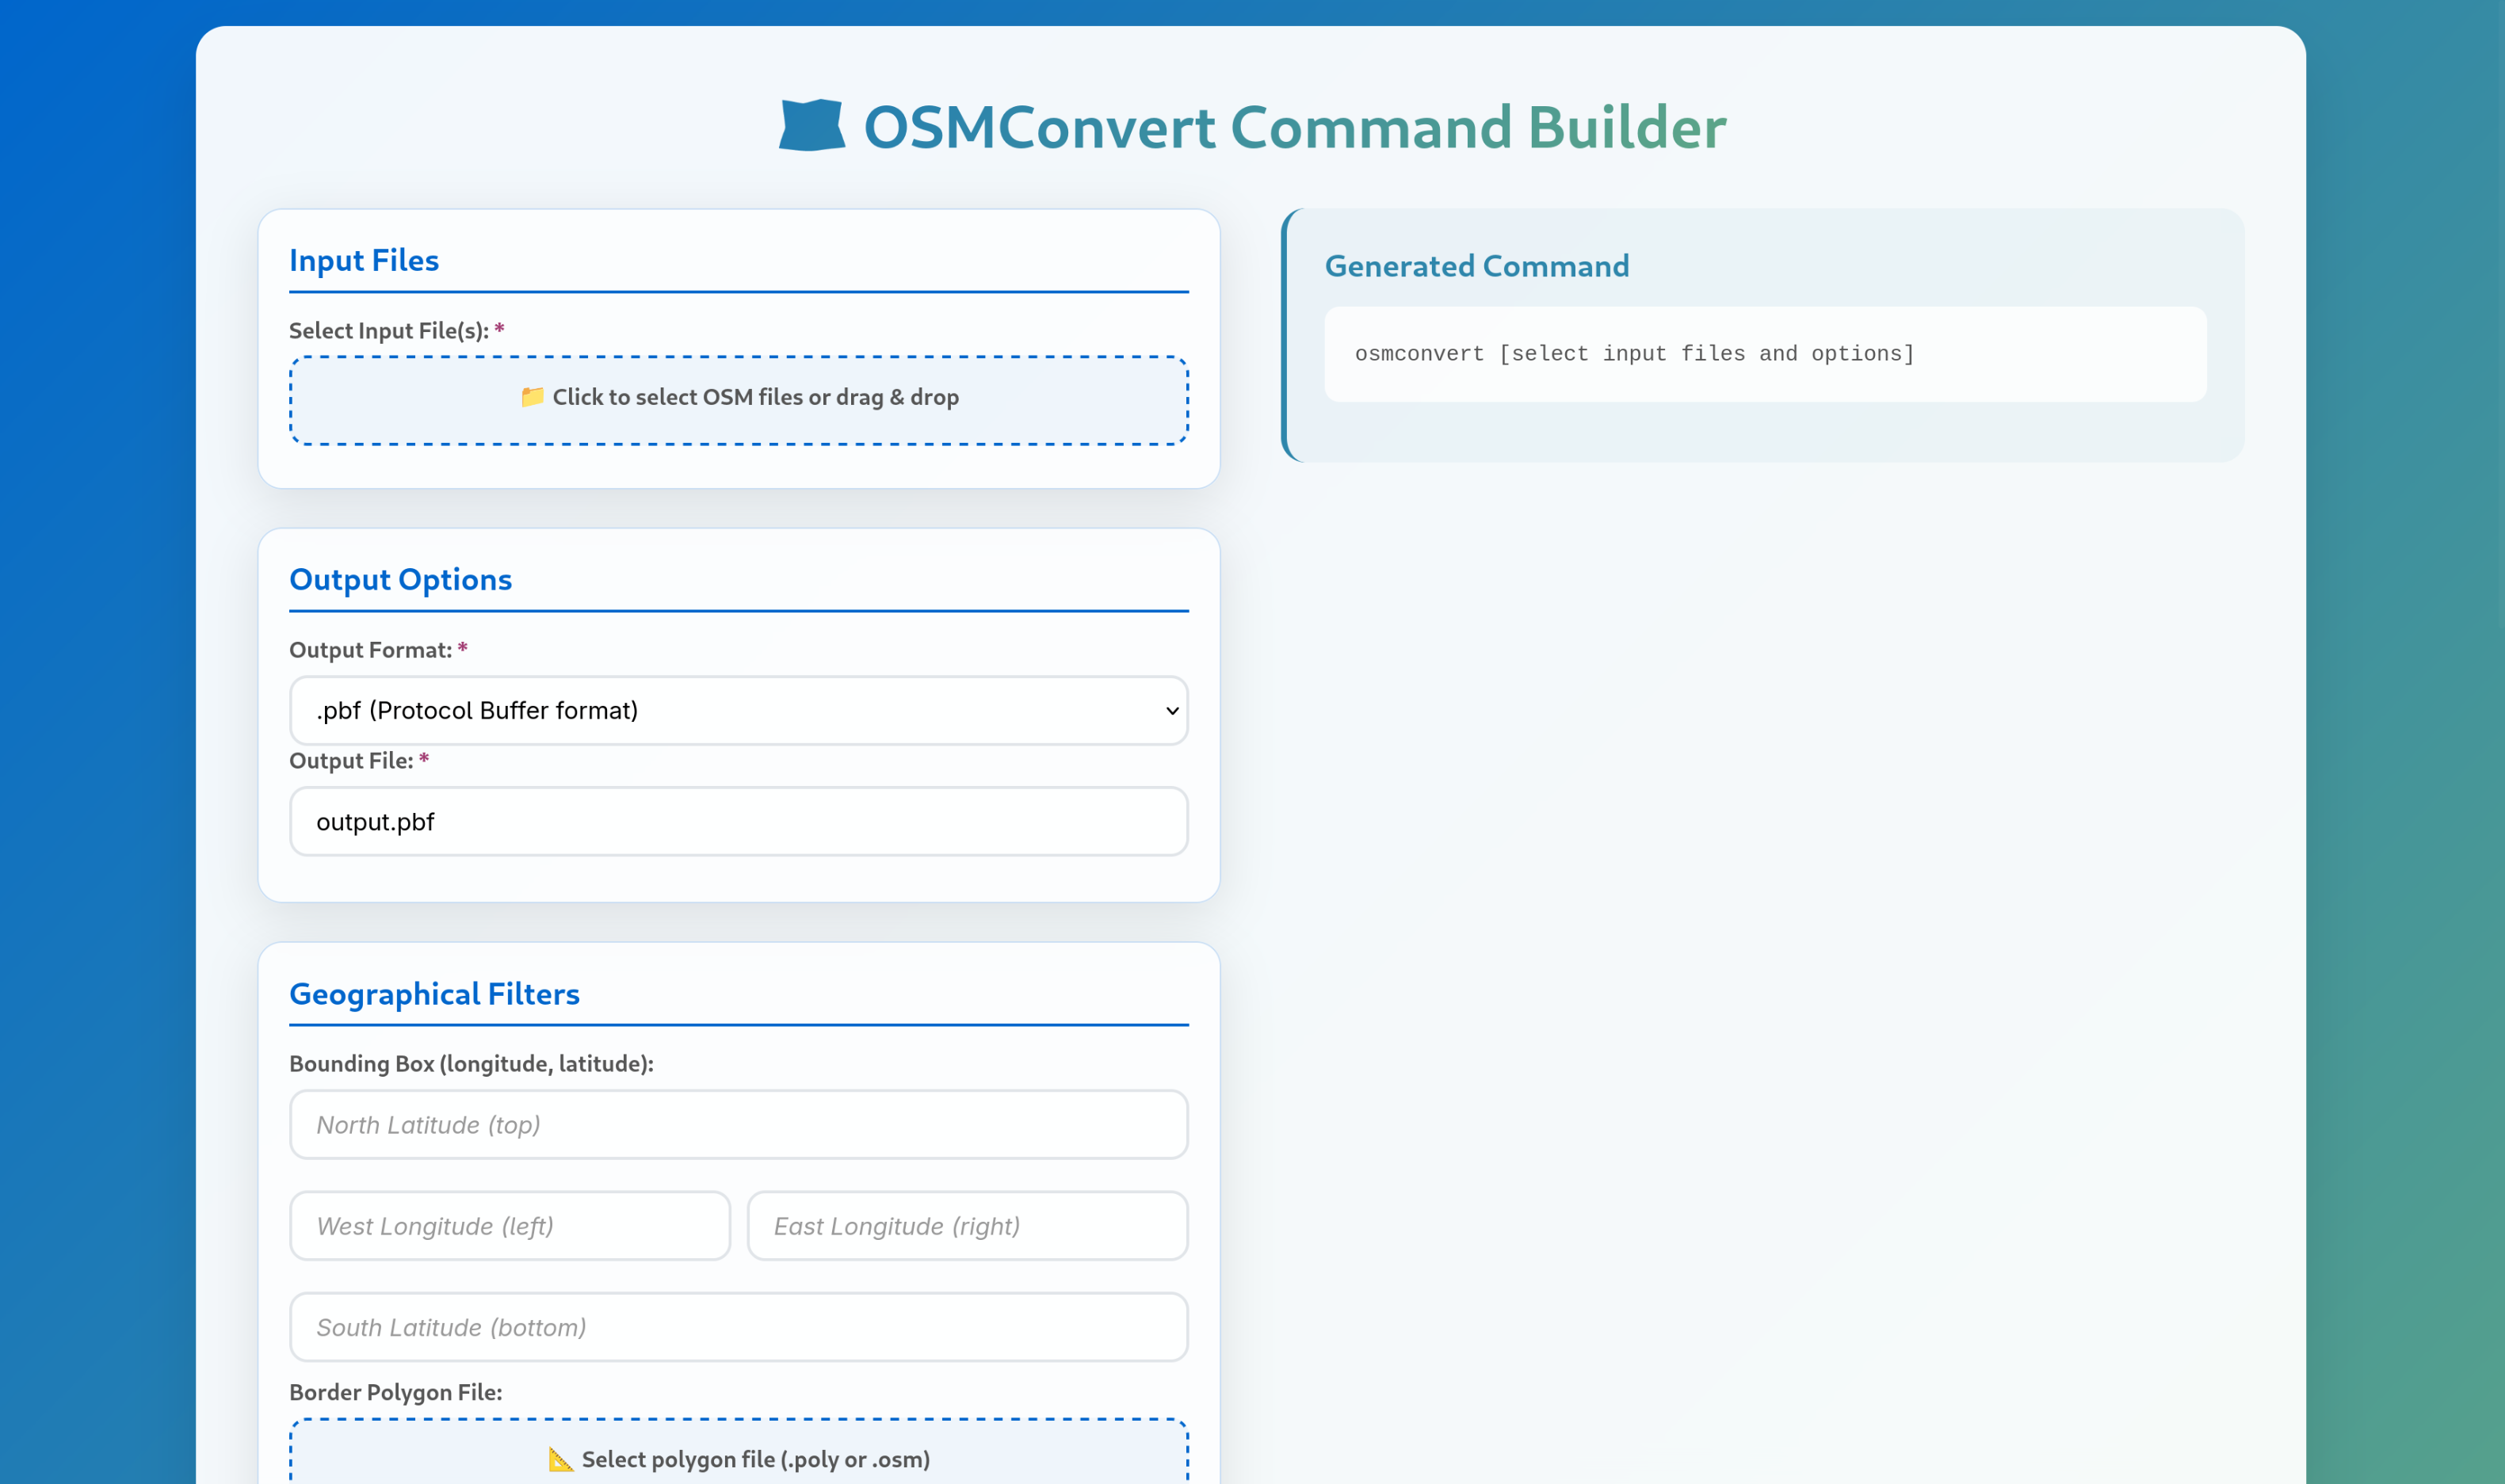 OSMConvert Command Builder
Input Files
Select Input File(s): *
📁 Click to select OSM files or drag & drop
Generated Command
osmconvert [select input files and options]
Output Options
Output Format: *
.pbf (Protocol Buffer format)
Output File: *
output.pbf
Geographical Filters
Bounding Box (longitude, latitude):
North Latitude (top)
West Longitude (left)
East Longitude (right)
South Latitude (bottom)
Border Polygon File:
📐 Select polygon file (.poly or .osm)